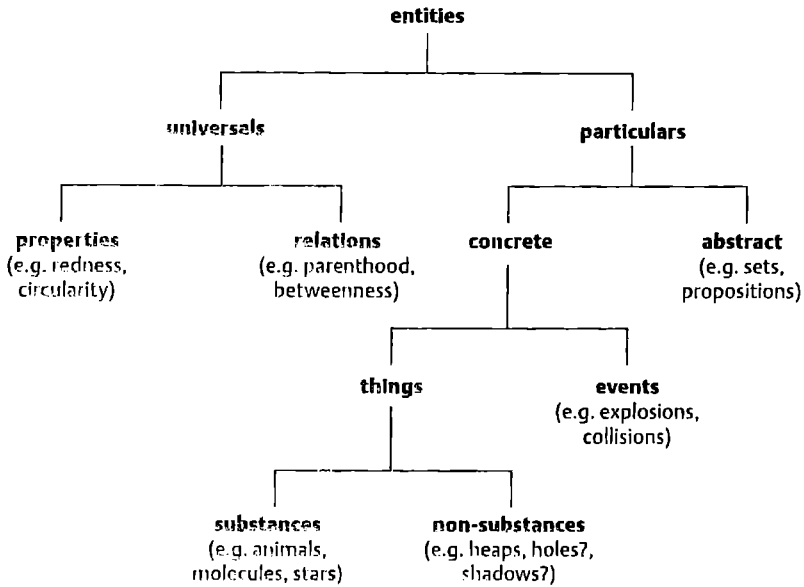 entities
universals
particulars
properties
(e.g. redness,
circularity)
relations
(e.g. parenthood,
betweenness)
concrete
abstract
(e.g. sets,
propositions)
things
events
(e.g. explosions,
collisions)
substances
(e.g. animals,
molecules, stars)
non-substances
(e.g. heaps, holes?,
shadows?)